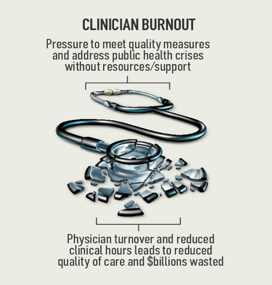 CLINICIAN BURNOUT
Pressure to meet quality measures
and address public health crises
without resources/support
Physician turnover and reduced
clinical hours leads to reduced
quality of care and $billions wasted